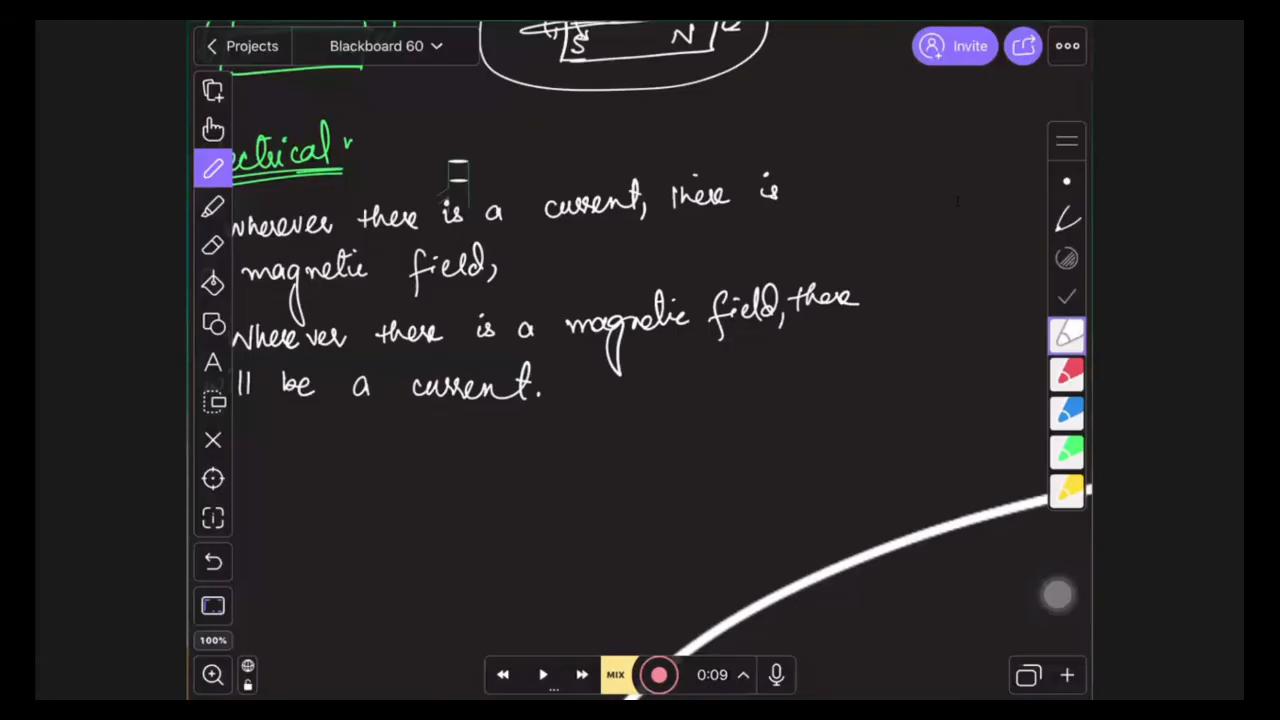 Projects
Blackboard 60
Invite
S N
ectrical
wherever there is a current, there is
magnetic field,
Wherever there is a magnetic field, there
ll be a current.
A
100%
MIX
0:09